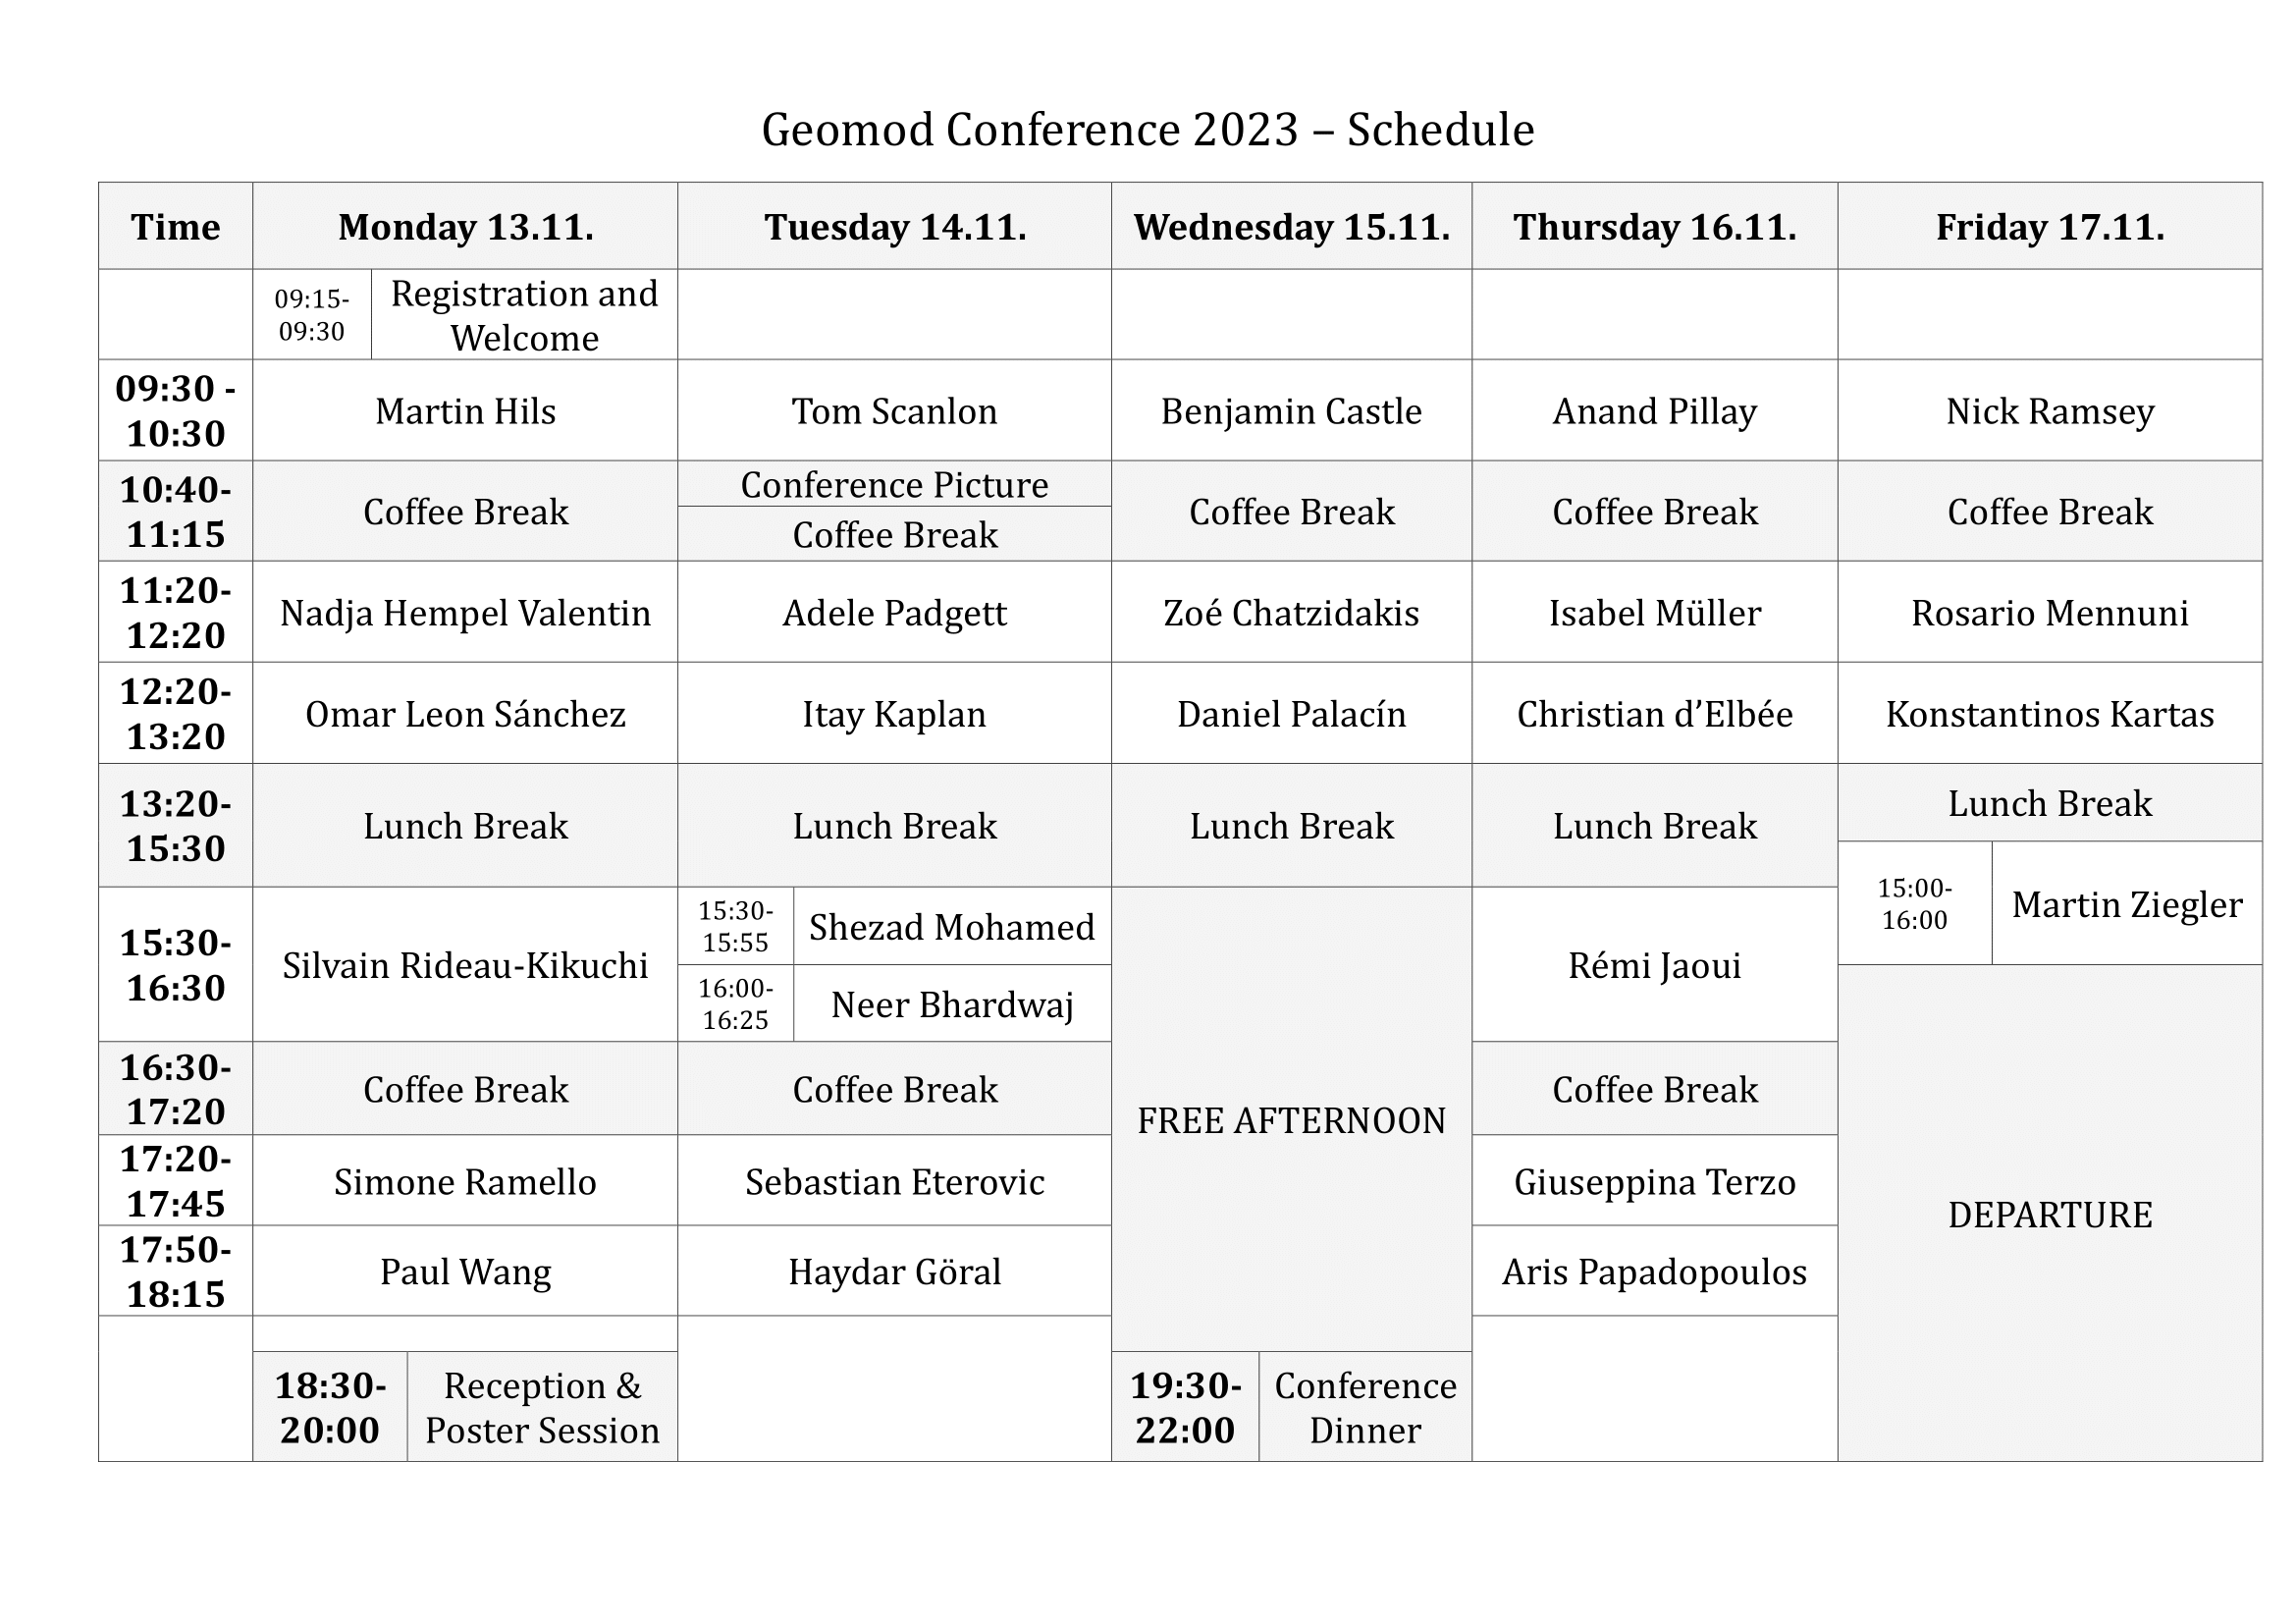 Geomod Conference 2023 – Schedule
Time
Monday 13.11.
Tuesday 14.11.
Wednesday 15.11.
Thursday 16.11.
Friday 17.11.
09:15-
09:30
Registration and
Welcome
09:30 -
10:30
Martin Hils
Tom Scanlon
Benjamin Castle
Anand Pillay
Nick Ramsey
10:40-
11:15
Coffee Break
Conference Picture
Coffee Break
Coffee Break
Coffee Break
Coffee Break
11:20-
12:20
Nadja Hempel Valentin
Adele Padgett
Zoé Chatzidakis
Isabel Müller
Rosario Mennuni
12:20-
13:20
Omar Leon Sánchez
Itay Kaplan
Daniel Palacín
Christian d’Elbée
Konstantinos Kartas
13:20-
15:30
Lunch Break
Lunch Break
Lunch Break
Lunch Break
Lunch Break
15:00-
16:00
Martin Ziegler
15:30-
16:30
Silvain Rideau-Kikuchi
15:30-
15:55
Shezad Mohamed
16:00-
16:25
Neer Bhardwaj
FREE AFTERNOON
Rémi Jaoui
DEPARTURE
16:30-
17:20
Coffee Break
Coffee Break
Coffee Break
17:20-
17:45
Simone Ramello
Sebastian Eterovic
Giuseppina Terzo
17:50-
18:15
Paul Wang
Haydar Göral
Aris Papadopoulos
18:30-
20:00
Reception &
Poster Session
19:30-
22:00
Conference
Dinner